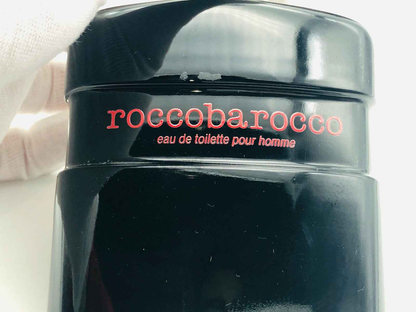 roccobarocco
eau de toilette pour homme